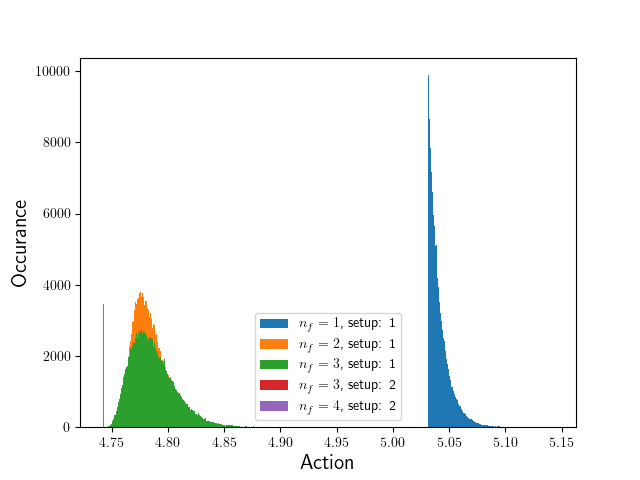 10000
8000
6000
4000
2000
0
Occurance
n_f = 1, setup: 1
n_f = 2, setup: 1
n_f = 3, setup: 1
n_f = 3, setup: 2
n_f = 4, setup: 2
4.75 4.80 4.85 4.90 4.95 5.00 5.05 5.10 5.15
Action